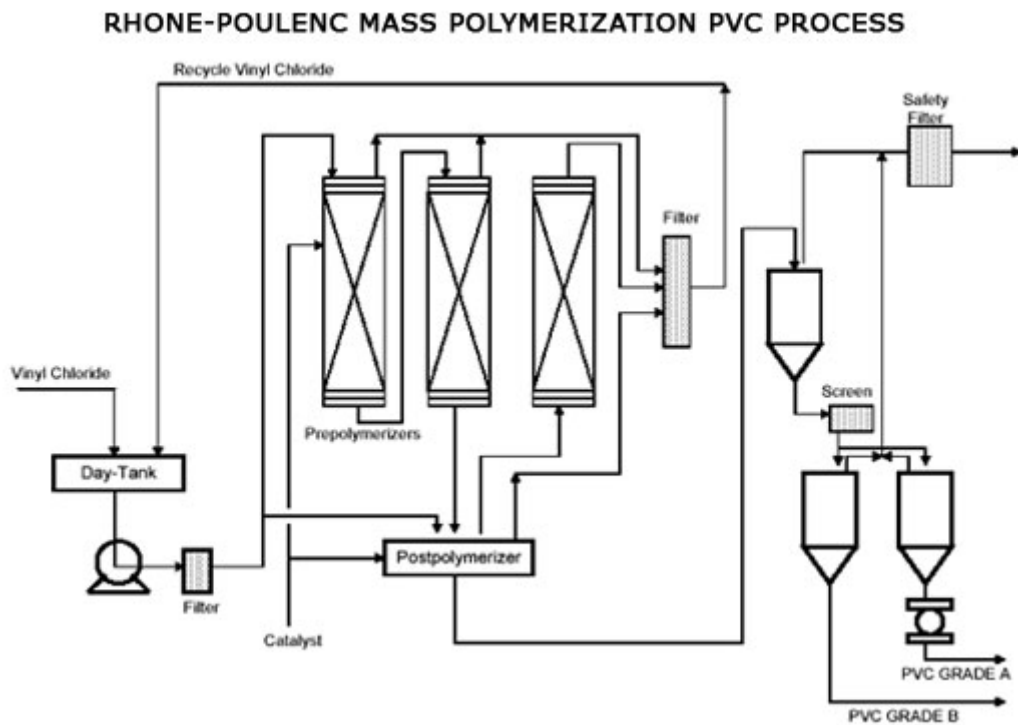 RHONE-POULENC MASS POLYMERIZATION PVC PROCESS
Recycle Vinyl Chloride
Safety
Filter
Filter
Vinyl Chloride
Screen
Prepolymerizers
Day-Tank
Postpolymerizer
Filter
Catalyst
PVC GRADE A
PVC GRADE B